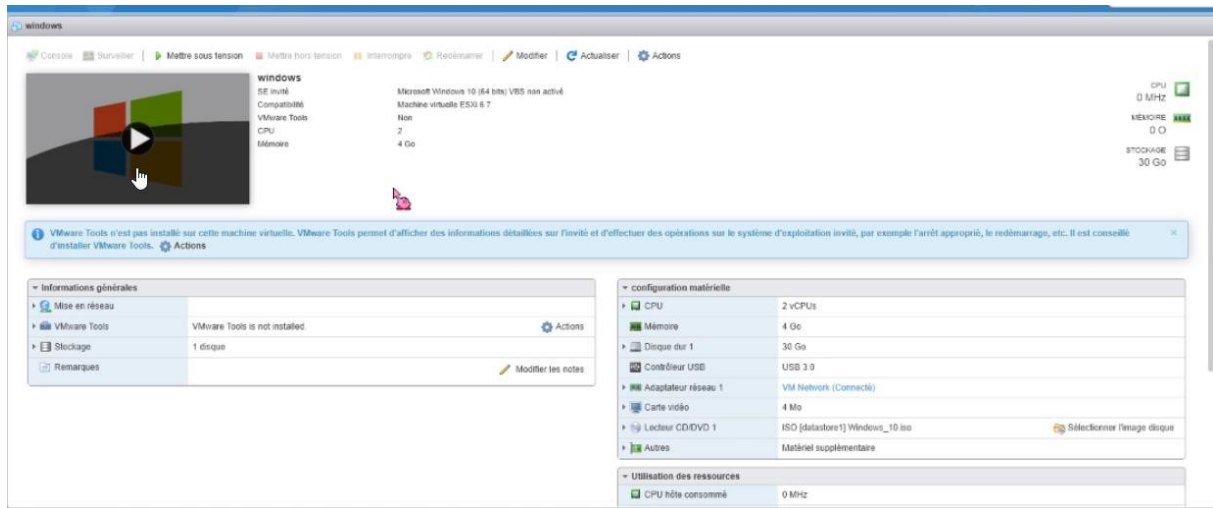 windows
Console Surveiller Mettre sous tension Mettre hors tension Interrompre Redémarrer Modifier Actualiser Actions
windows
SE invité Microsoft Windows 10 (64 bits) VBS non activé
Compatibilité Machine virtuelle ESXi 6.7
VMware Tools Non
CPU 2
Mémoire 4 Go
CPU
0 MHz
MÉMOIRE
0 O
STOCKAGE
30 Go
VMware Tools n'est pas installé sur cette machine virtuelle. VMware Tools permet d'afficher des informations détaillées sur l'invité et d'effectuer des opérations sur le système d'exploitation invité, par exemple l'arrêt approprié, le redémarrage, etc. Il est conseillé
d'installer VMware Tools. Actions
Informations générales
Mise en réseau
VMware Tools VMware Tools is not installed. Actions
Stockage 1 disque
Remarques Modifier les notes
configuration matérielle
CPU 2 vCPUs
Mémoire 4 Go
Disque dur 1 30 Go
Contrôleur USB USB 3.0
Adaptateur réseau 1 VM Network (Connecté)
Carte vidéo 4 Mo
Lecteur CD/DVD 1 ISO [datastore1] Windows_10.iso Sélectionner l'image disque
Autres Matériel supplémentaire
Utilisation des ressources
CPU hôte consommé 0 MHz